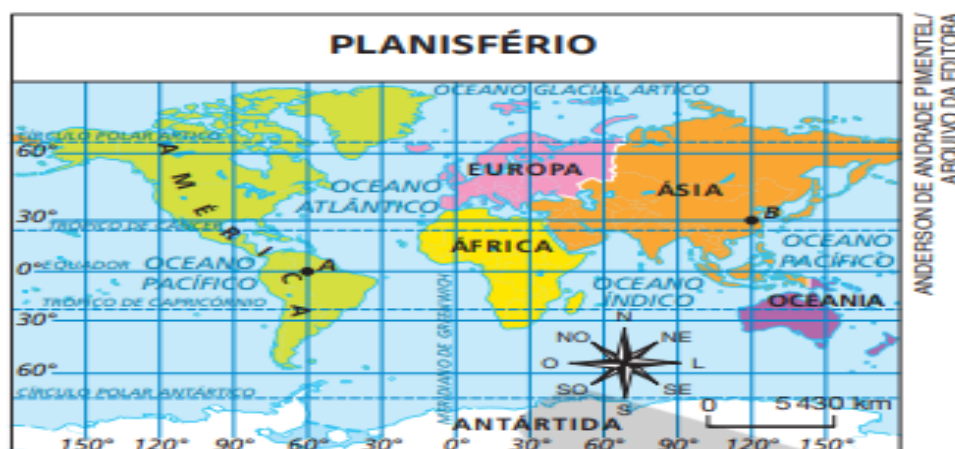 PLANISFÉRIO
ANDERSON DE ANDRADE PIMENTEL/
ARQUIVO DA EDITORA
OCEANO GLACIAL ÁRTICO
CÍRCULO POLAR ÁRTICO
60°
EUROPA
ÁSIA
AMÉRICA
OCEANO
ATLÂNTICO
30°
B
TRÓPICO DE CÂNCER
ÁFRICA
OCEANO
PACÍFICO
EQUADOR
0°
OCEANO
PACÍFICO
A
OCEANO
ÍNDICO
OCEANIA
TRÓPICO DE CAPRICÓRNIO
30°
MERIDIANO DE GREENWICH
N
NO
NE
O
L
SO
SE
S
60°
CÍRCULO POLAR ANTÁRTICO
0 5 430 km
ANTÁRTIDA
150° 120° 90° 60° 30° 0° 30° 60° 90° 120° 150°